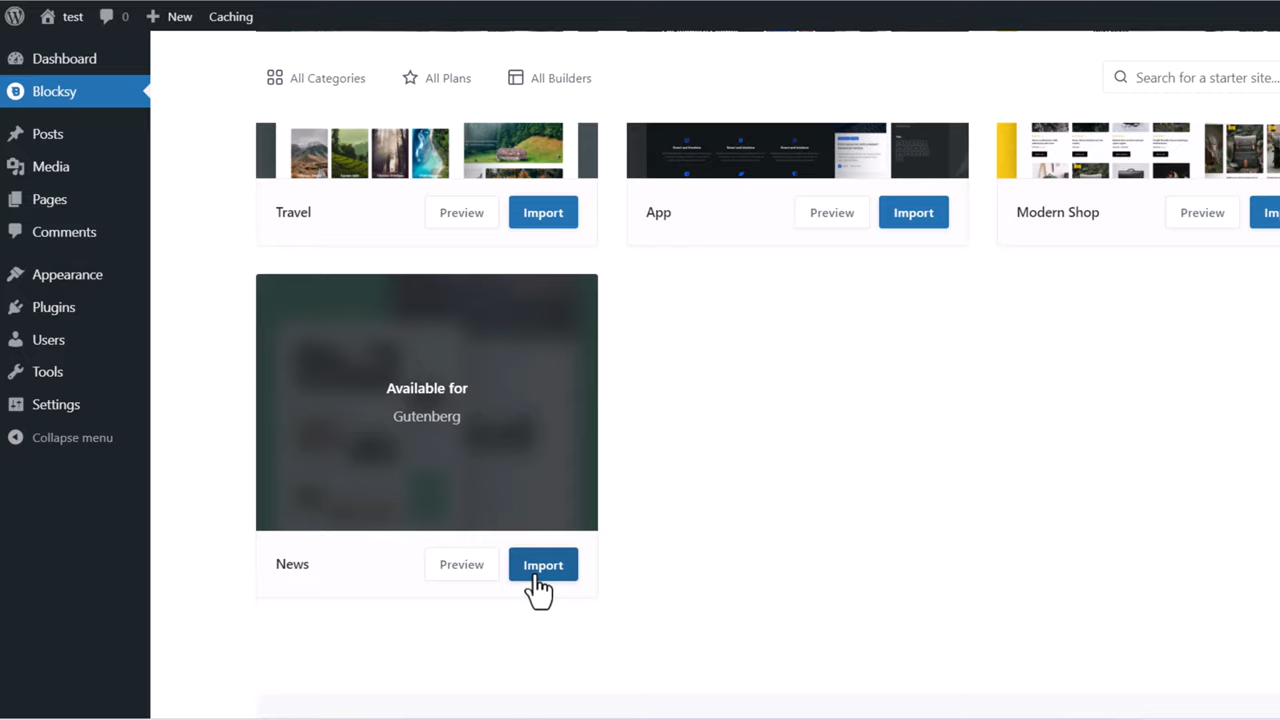 test 0 New Caching
Dashboard
Blocksy
Posts
Media
Pages
Comments
Appearance
Plugins
Users
Tools
Settings
Collapse menu
All Categories All Plans All Builders Search for a starter site...
Travel Preview Import
App Preview Import
Modern Shop Preview Im
Available for
Gutenberg
News Preview Import